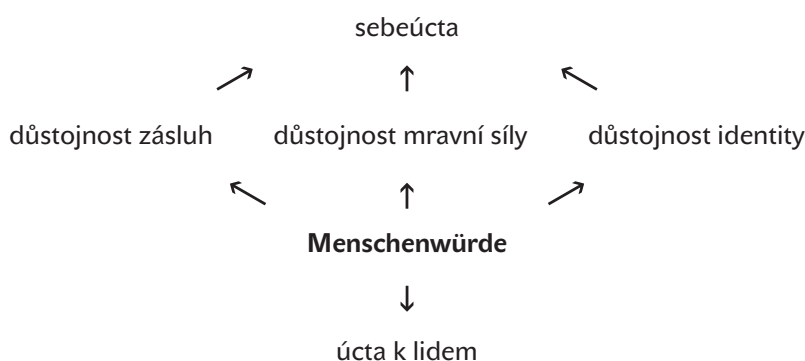 sebeúcta
důstojnost zásluh důstojnost mravní síly důstojnost identity
Menschenwürde
úcta k lidem